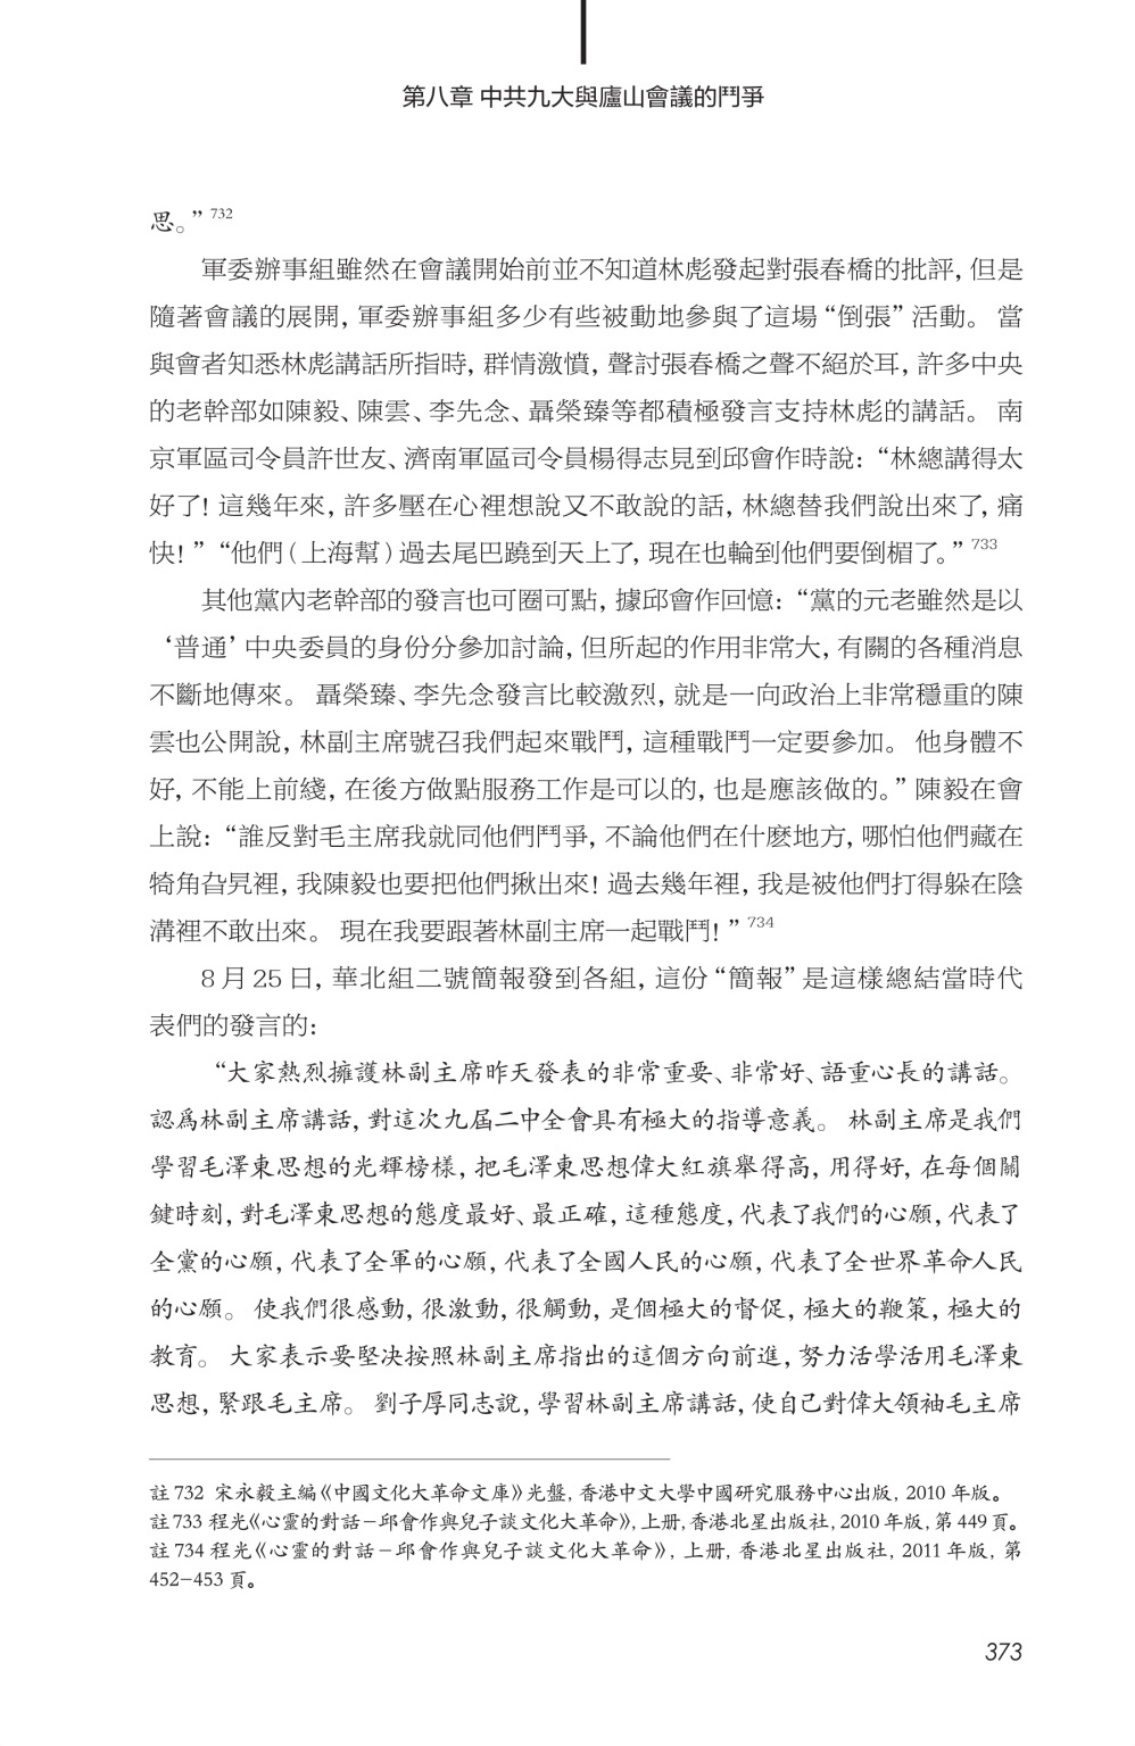 第八章 中共九大與廬山會議的鬥爭
思。” 732
軍委辦事組雖然在會議開始前並不知道林彪發起對張春橋的批評, 但是
隨著會議的展開, 軍委辦事組多少有些被動地參與了這場 “倒張” 活動。 當
與會者知悉林彪講話所指時, 群情激憤, 聲討張春橋之聲不絕於耳, 許多中央
的老幹部如陳毅、陳雲、李先念、聶榮臻等都積極發言支持林彪的講話。 南
京軍區司令員許世友、濟南軍區司令員楊得志見到邱會作時說: “林總講得太
好了! 這幾年來, 許多壓在心裡想說又不敢說的話, 林總替我們說出來了, 痛
快! ” “他們 ( 上海幫 ) 過去尾巴蹺到天上了, 現在也輪到他們要倒楣了。” 733
其他黨內老幹部的發言也可圈可點, 據邱會作回憶: “黨的元老雖然是以
‘普通’ 中央委員的身份分參加討論, 但所起的作用非常大, 有關的各種消息
不斷地傳來。 聶榮臻、李先念發言比較激烈, 就是一向政治上非常穩重的陳
雲也公開說, 林副主席號召我們起來戰鬥, 這種戰鬥一定要參加。 他身體不
好, 不能上前綫, 在後方做點服務工作是可以的, 也是應該做的。” 陳毅在會
上說: “誰反對毛主席我就同他們鬥爭, 不論他們在什麼地方, 哪怕他們藏在
犄角旮旯裡, 我陳毅也要把他們揪出來! 過去幾年裡, 我是被他們打得躲在陰
溝裡不敢出來。 現在我要跟著林副主席一起戰鬥! ” 734
8 月 25 日, 華北組二號簡報發到各組, 這份 “簡報” 是這樣總結當時代
表們的發言的:
“大家熱烈擁護林副主席昨天發表的非常重要、非常好、語重心長的講話。
認爲林副主席講話, 對這次九屆二中全會具有極大的指導意義。 林副主席是我們
學習毛澤東思想的光輝榜樣, 把毛澤東思想偉大紅旗舉得高, 用得好, 在每個關
鍵時刻, 對毛澤東思想的態度最好、最正確, 這種態度, 代表了我們的心願, 代表了
全黨的心願, 代表了全軍的心願, 代表了全國人民的心願, 代表了全世界革命人民
的心願。 使我們很感動, 很激動, 很觸動, 是個極大的督促, 極大的鞭策, 極大的
教育。 大家表示要堅決按照林副主席指出的這個方向前進, 努力活學活用毛澤東
思想, 緊跟毛主席。 劉子厚同志說, 學習林副主席講話, 使自己對偉大領袖毛主席
註 732 宋永毅主編《中國文化大革命文庫》光盤, 香港中文大學中國研究服務中心出版, 2010 年版。
註 733 程光《心靈的對話－邱會作與兒子談文化大革命》, 上册, 香港北星出版社, 2010 年版, 第 449 頁。
註 734 程光《心靈的對話－邱會作與兒子談文化大革命》, 上册, 香港北星出版社, 2011 年版, 第
452–453 頁。
373